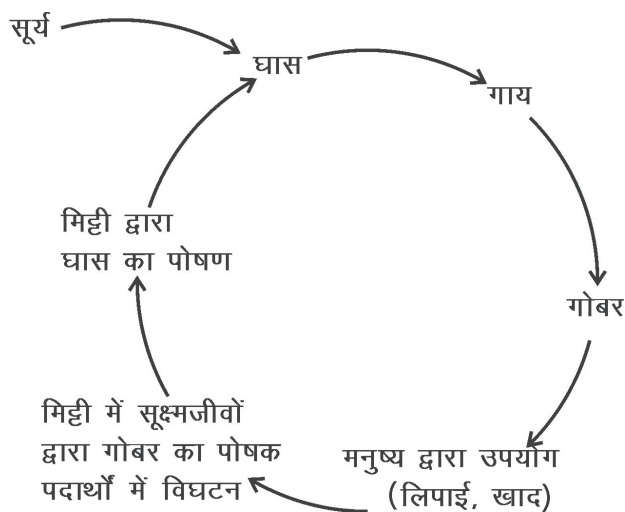 सूर्य
घास
गाय
गोबर
मनुष्य द्वारा उपयोग
(लिपाई, खाद)
मिट्टी में सूक्ष्मजीवों
द्वारा गोबर का पोषक
पदार्थों में विघटन
मिट्टी द्वारा
घास का पोषण